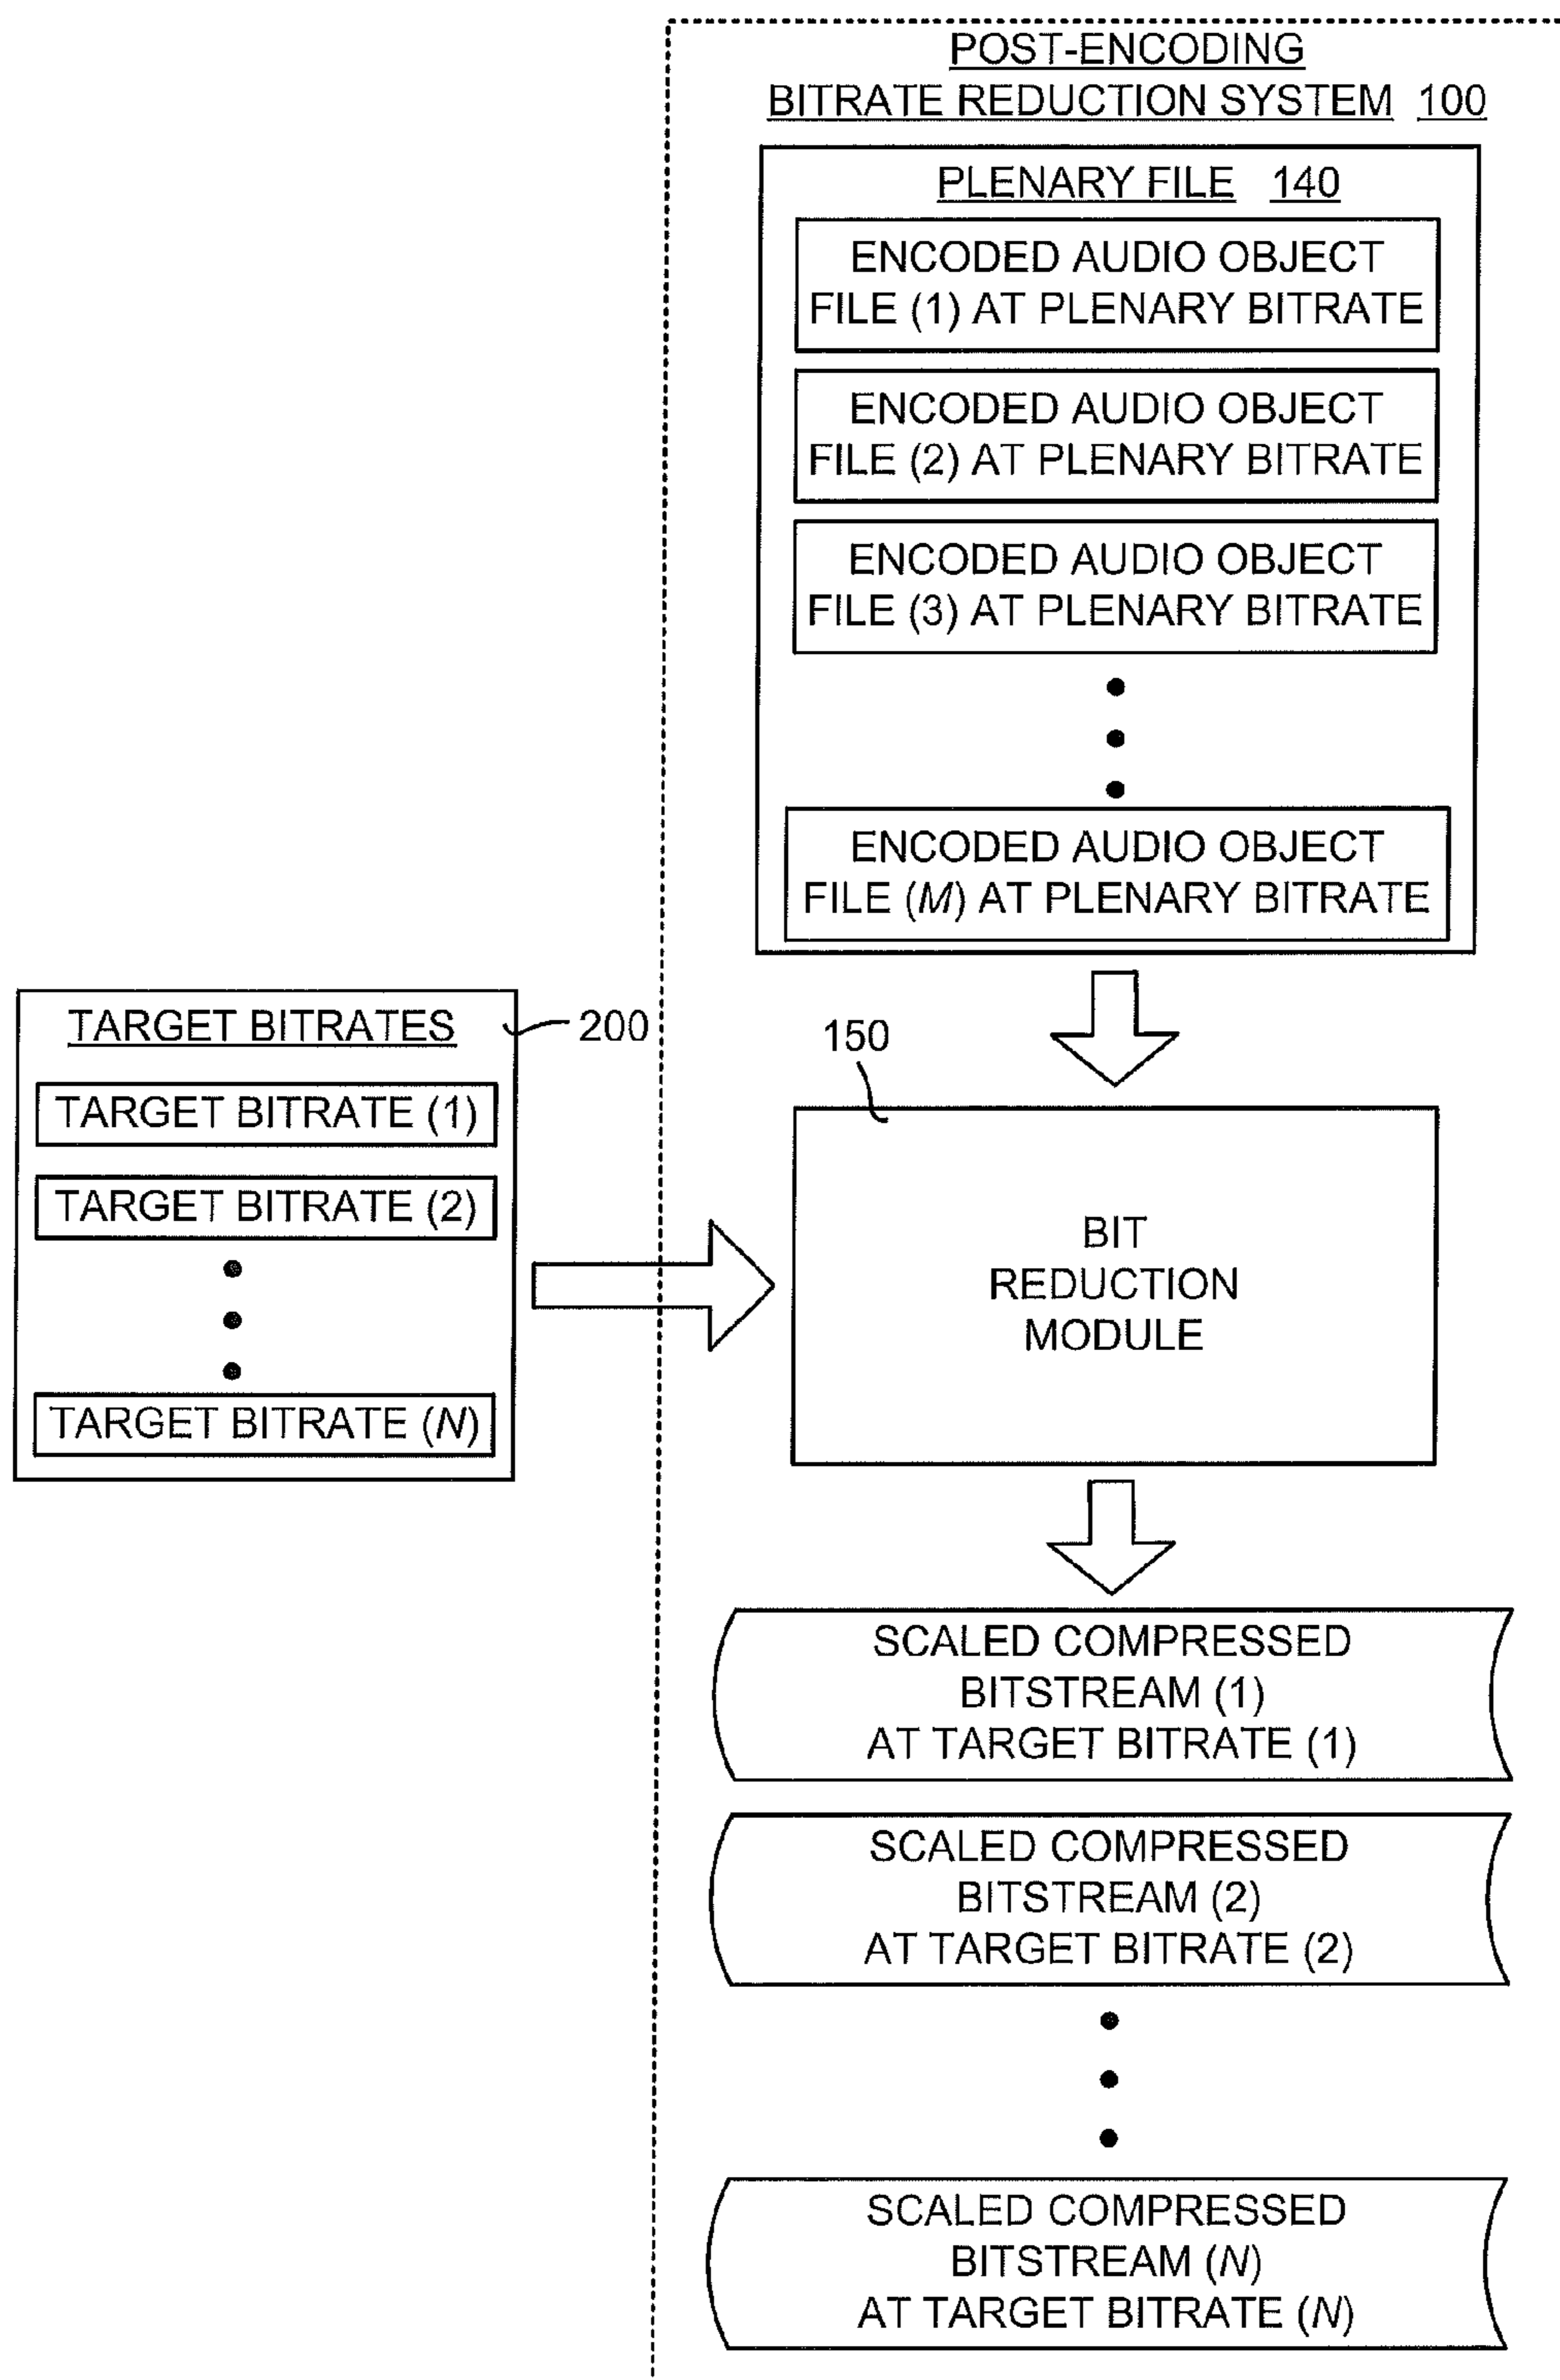 POST-ENCODING
BITRATE REDUCTION SYSTEM 100
PLENARY FILE 140
ENCODED AUDIO OBJECT
FILE (1) AT PLENARY BITRATE
ENCODED AUDIO OBJECT
FILE (2) AT PLENARY BITRATE
ENCODED AUDIO OBJECT
FILE (3) AT PLENARY BITRATE
ENCODED AUDIO OBJECT
FILE (M) AT PLENARY BITRATE
TARGET BITRATES
200
TARGET BITRATE (1)
TARGET BITRATE (2)
TARGET BITRATE (N)
150
BIT
REDUCTION
MODULE
SCALED COMPRESSED
BITSTREAM (1)
AT TARGET BITRATE (1)
SCALED COMPRESSED
BITSTREAM (2)
AT TARGET BITRATE (2)
SCALED COMPRESSED
BITSTREAM (N)
AT TARGET BITRATE (N)